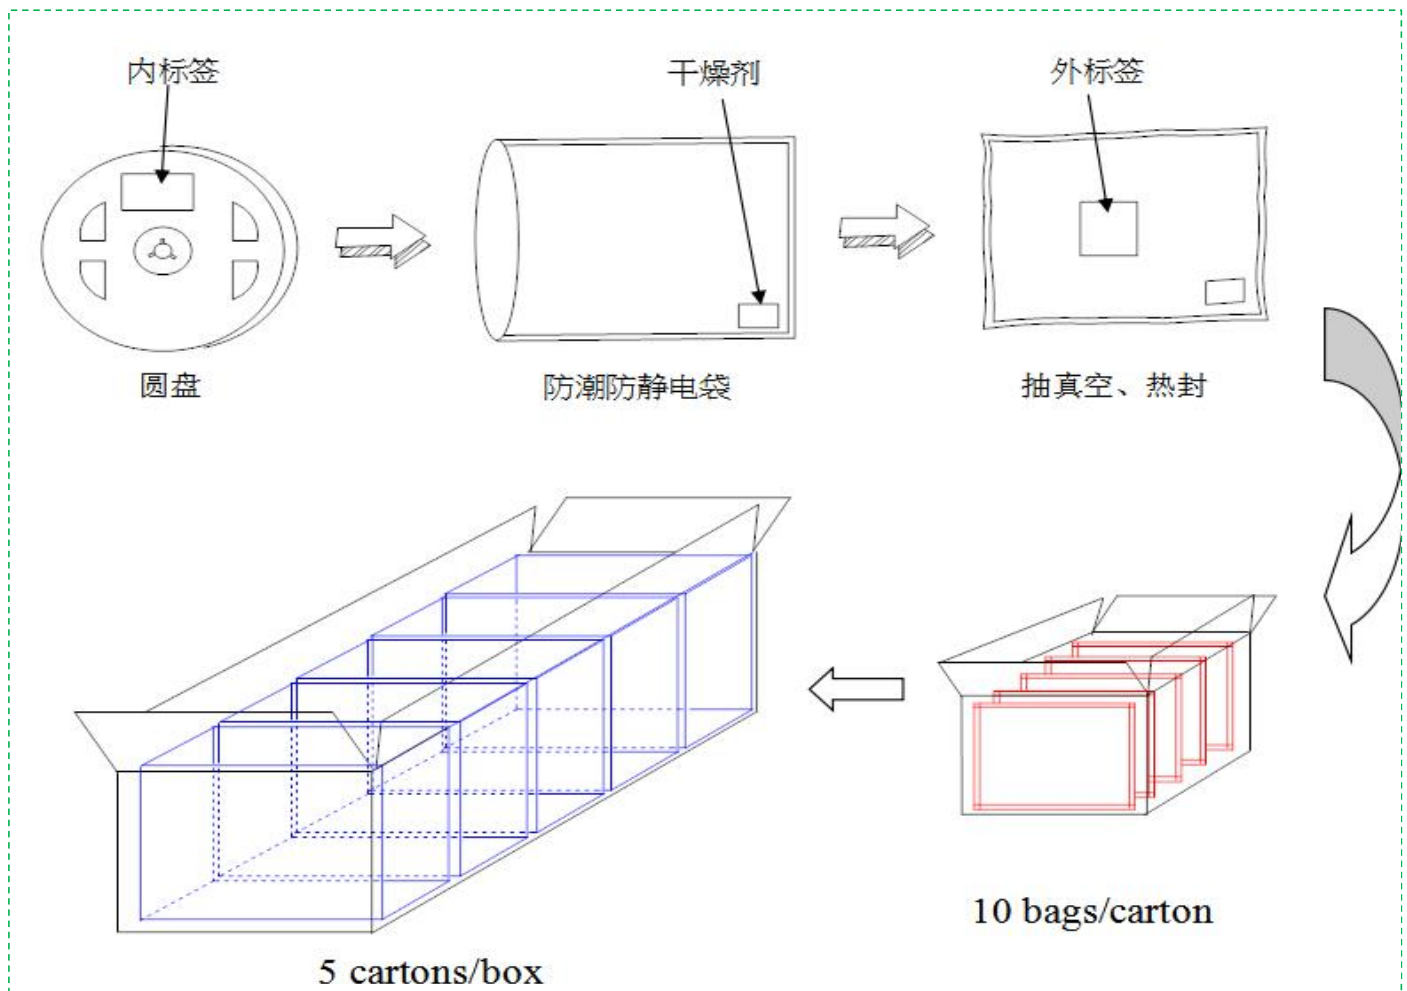 内标签
干燥剂
外标签
圆盘
防潮防静电袋
抽真空、热封
10 bags/carton
5 cartons/box